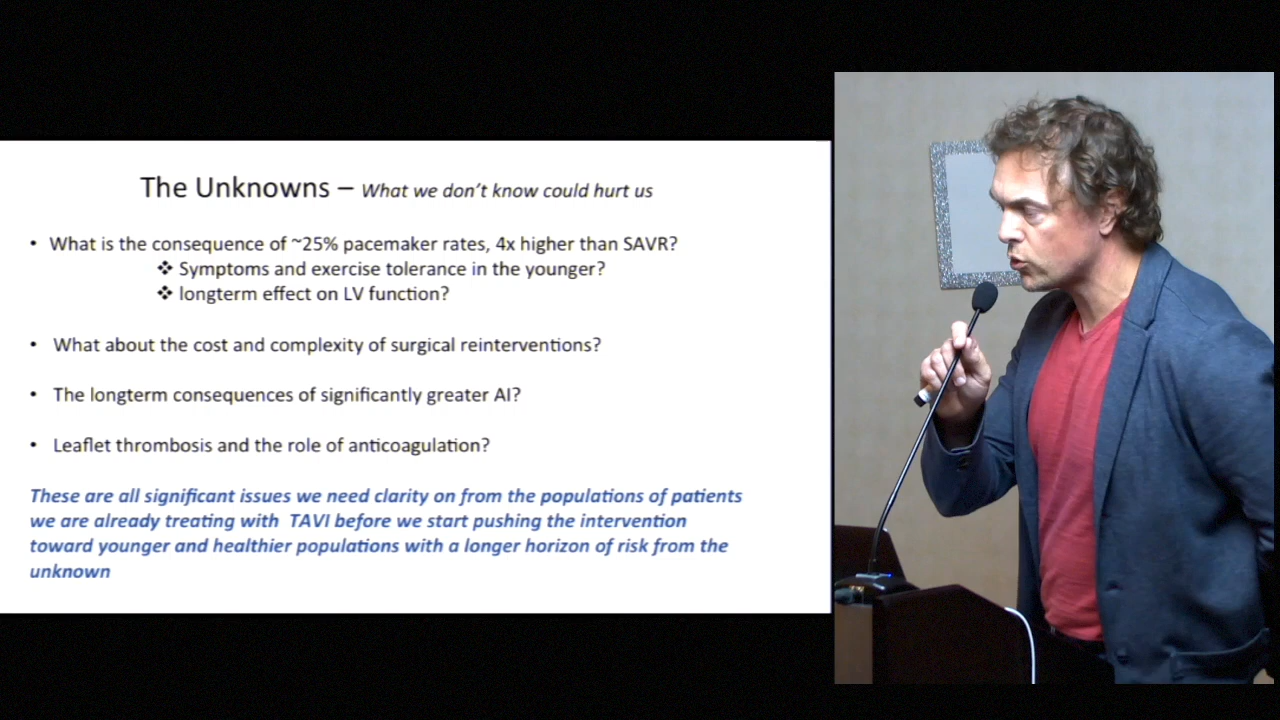 The Unknowns – What we don't know could hurt us
• What is the consequence of ~25% pacemaker rates, 4x higher than SAVR?
❖ Symptoms and exercise tolerance in the younger?
❖ longterm effect on LV function?
• What about the cost and complexity of surgical reinterventions?
• The longterm consequences of significantly greater AI?
• Leaflet thrombosis and the role of anticoagulation?
These are all significant issues we need clarity on from the populations of patients
we are already treating with TAVI before we start pushing the intervention
toward younger and healthier populations with a longer horizon of risk from the
unknown